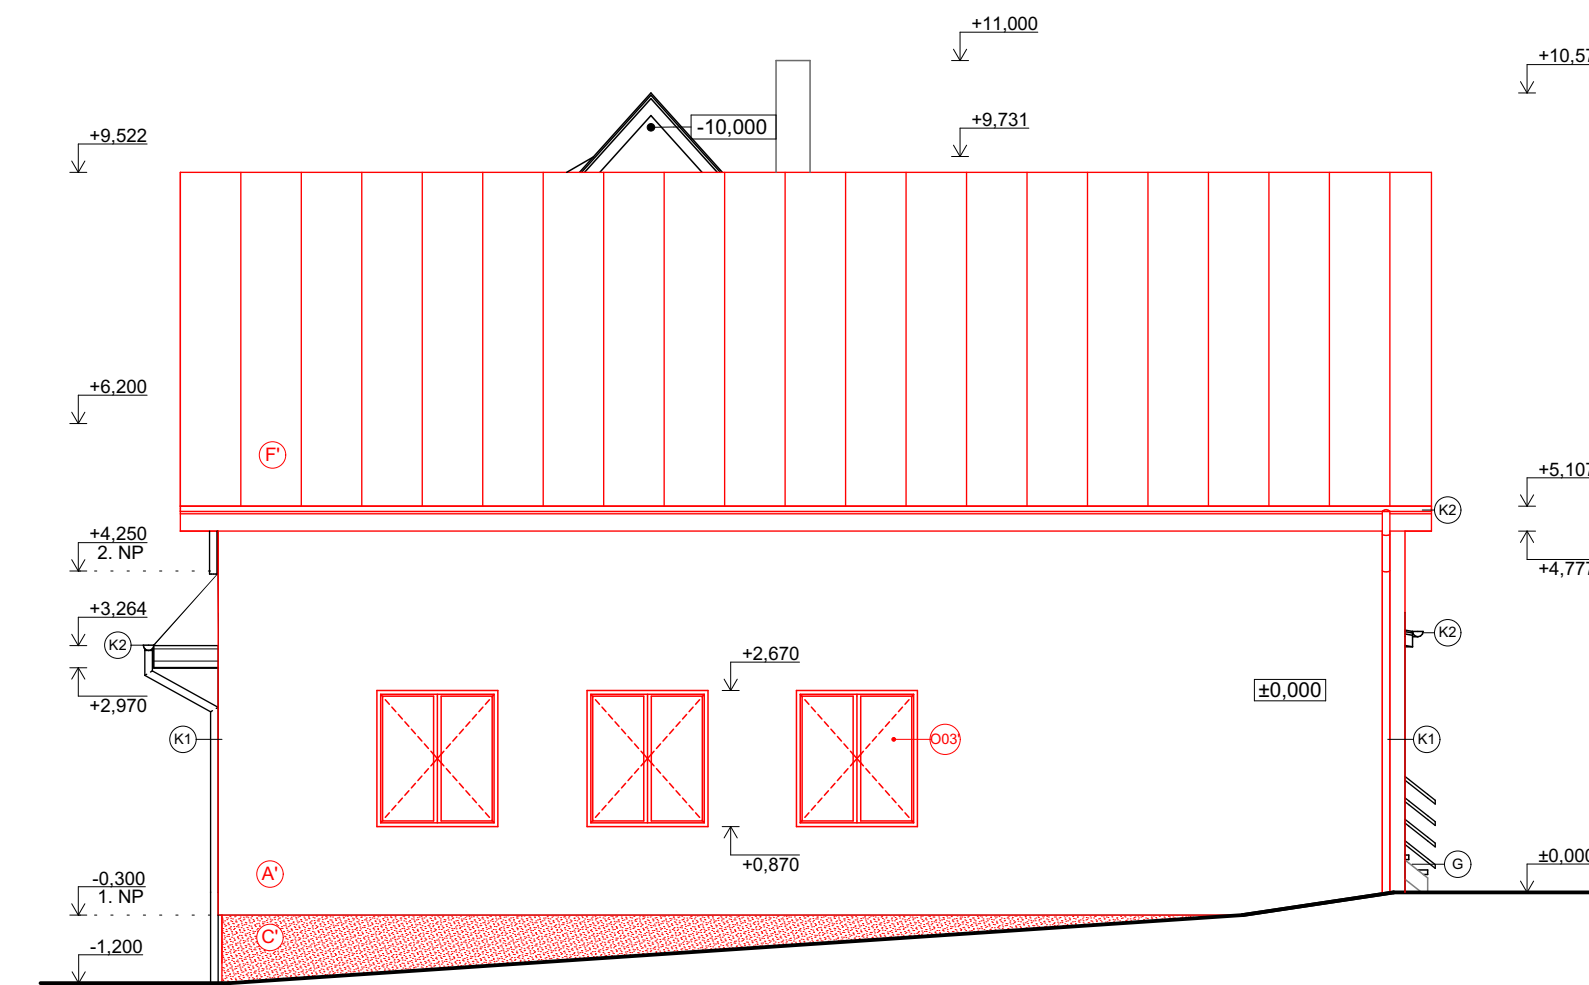 +11,000
+10,57
+9,522
-10,000
+9,731
+6,200
F'
+5,107
K2
+4,250
2. NP
+4,777
+3,264
K2
K2
+2,670
+2,970
±0,000
K1
O03'
K1
+0,870
±0,000
G
A'
-0,300
1. NP
C'
-1,200